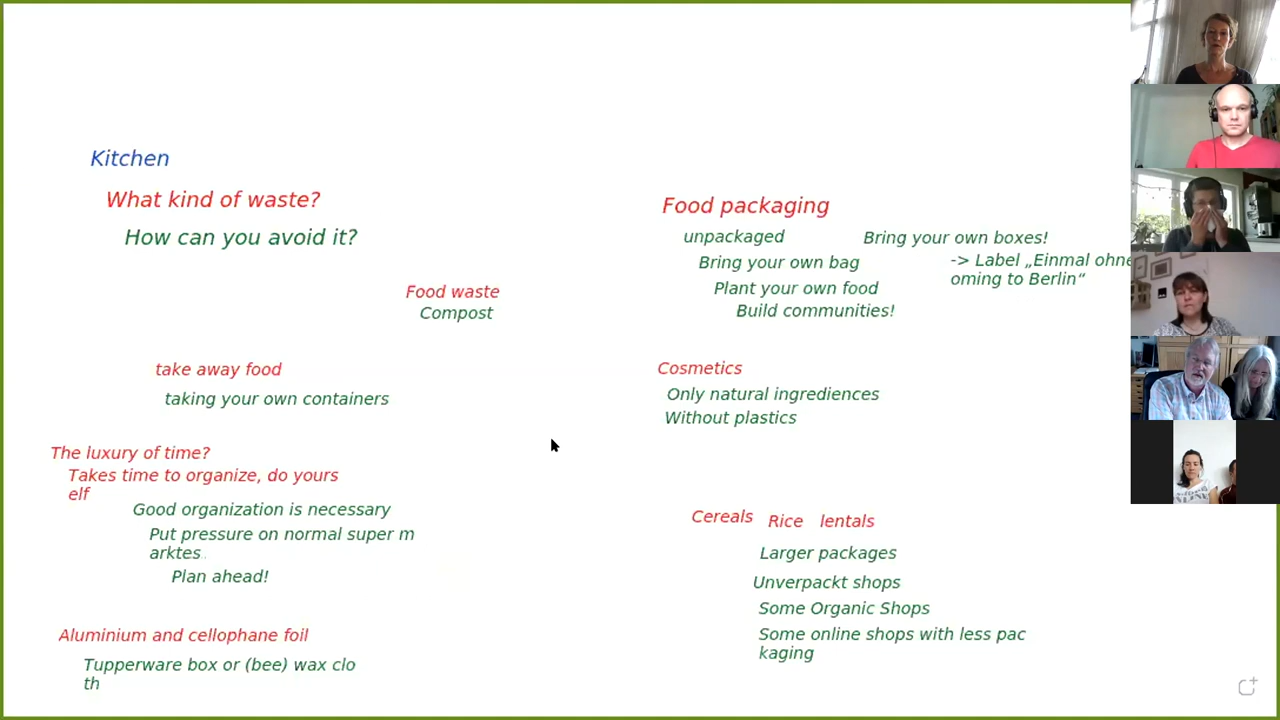 Kitchen
What kind of waste?
How can you avoid it?
Food waste
Compost
take away food
taking your own containers
The luxury of time?
Takes time to organize, do yours
elf
Good organization is necessary
Put pressure on normal super m
arktes.
Plan ahead!
Aluminium and cellophane foil
Tupperware box or (bee) wax clo
th
Food packaging
unpackaged
Bring your own boxes!
Bring your own bag
-> Label „Einmal ohne
oming to Berlin“
Plant your own food
Build communities!
Cosmetics
Only natural ingrediences
Without plastics
Cereals Rice lentals
Larger packages
Unverpackt shops
Some Organic Shops
Some online shops with less pac
kaging